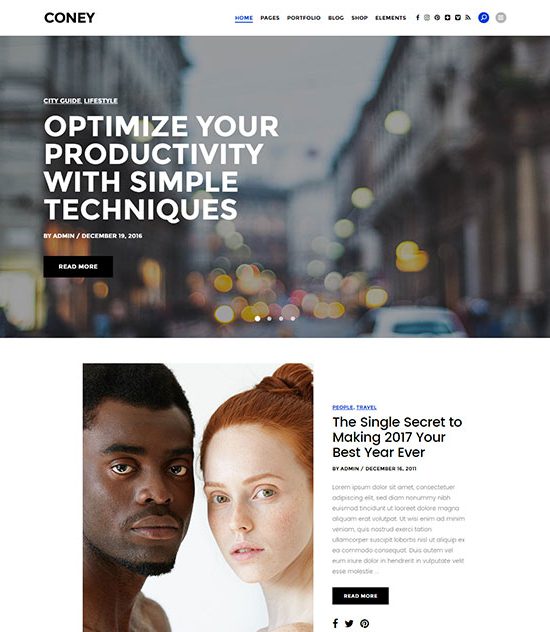 CONEY
HOME PAGES PORTFOLIO BLOG SHOP ELEMENTS
CITY GUIDE, LIFESTYLE
OPTIMIZE YOUR
PRODUCTIVITY
WITH SIMPLE
TECHNIQUES
BY ADMIN / DECEMBER 19, 2016
READ MORE
PEOPLE, TRAVEL
The Single Secret to
Making 2017 Your
Best Year Ever
BY ADMIN / DECEMBER 16, 2011
Lorem ipsum dolor sit amet, consectetuer
adipiscing elit, sed diam nonummy nibh
euismod tincidunt ut laoreet dolore magna
aliquam erat volutpat. Ut wisi enim ad minim
veniam, quis nostrud exerci tation
ullamcorper suscipit lobortis nisl ut aliquip ex
ea commodo consequat. Duis autem vel
eum iriure dolor in hendrerit in vulputate velit
esse molestie ...
READ MORE